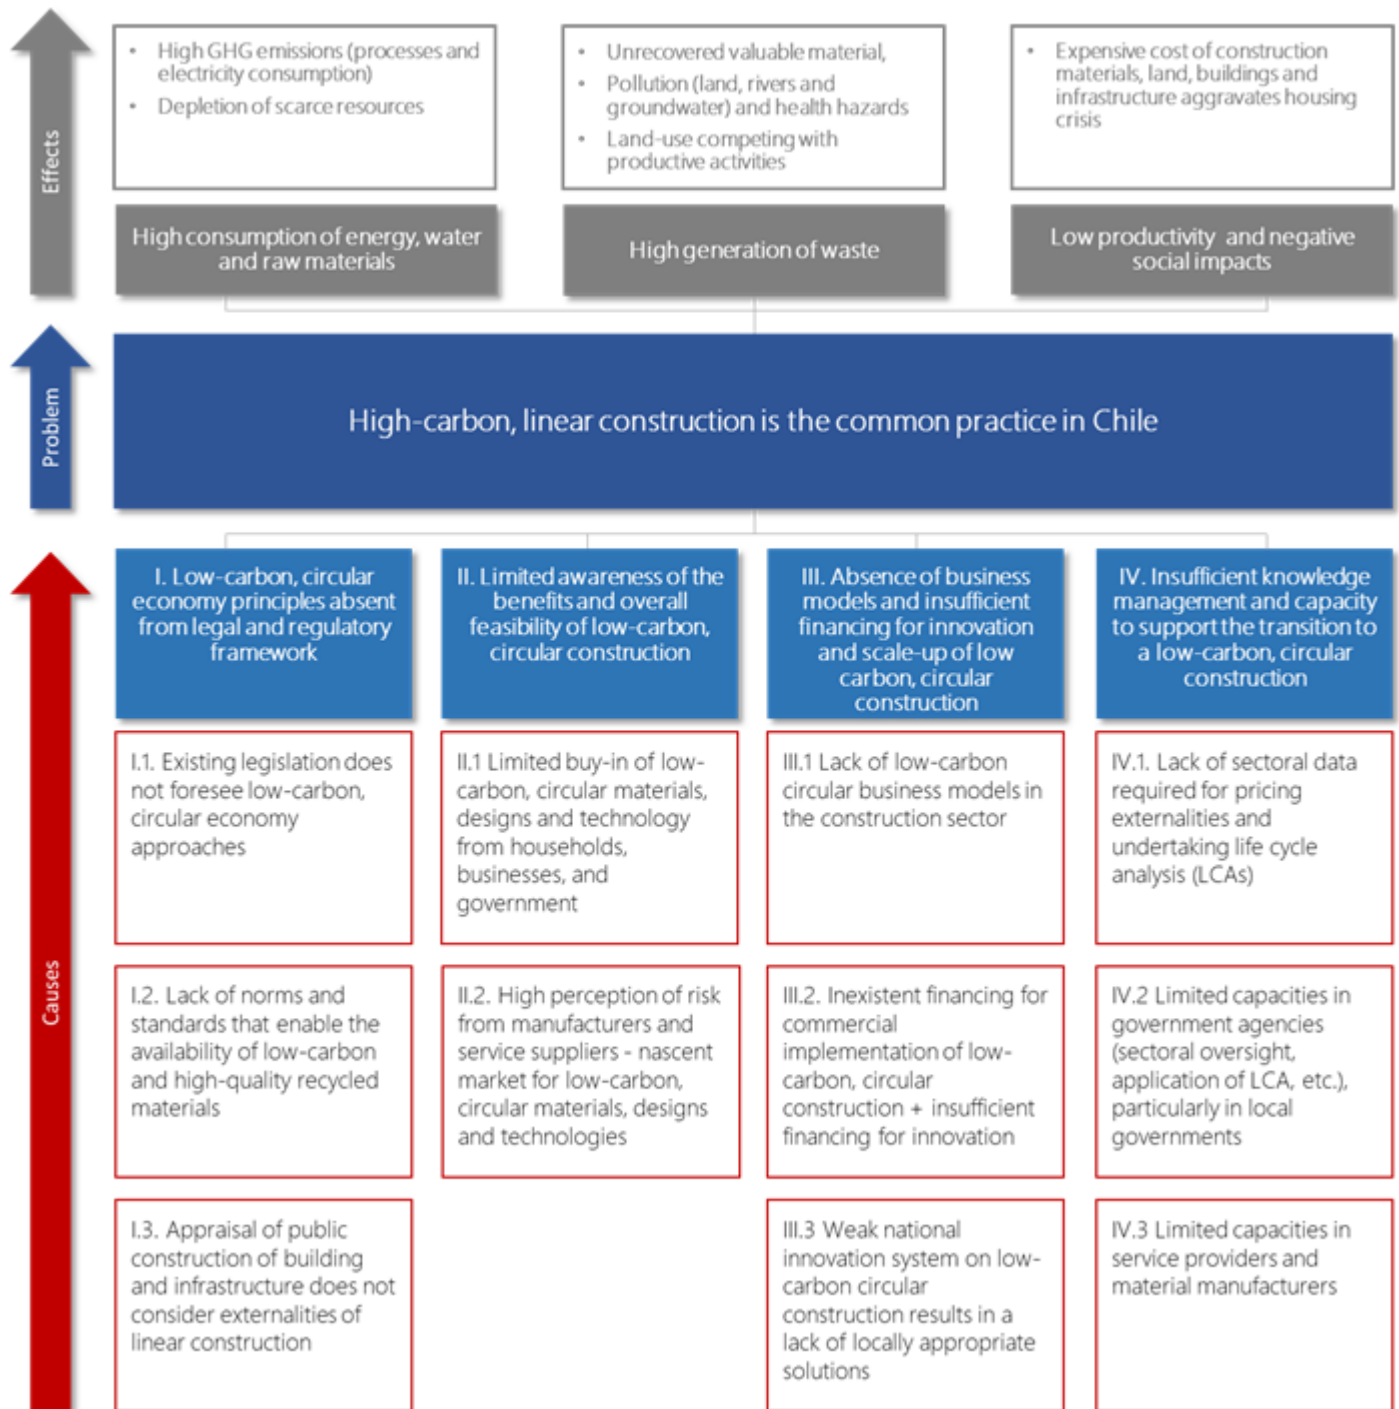 Effects
• High GHG emissions (processes and
electricity consumption)
• Depletion of scarce resources
• Unrecovered valuable material,
• Pollution (land, rivers and
groundwater) and health hazards
• Land-use competing with
productive activities
• Expensive cost of construction
materials, land, buildings and
infrastructure aggravates housing
crisis
High consumption of energy, water
and raw materials
High generation of waste
Low productivity and negative
social impacts
Problem
High-carbon, linear construction is the common practice in Chile
Causes
I. Low-carbon, circular
economy principles absent
from legal and regulatory
framework
II. Limited awareness of the
benefits and overall
feasibility of low-carbon,
circular construction
III. Absence of business
models and insufficient
financing for innovation
and scale-up of low
carbon, circular
construction
IV. Insufficient knowledge
management and capacity
to support the transition to
a low-carbon, circular
construction
I.1. Existing legislation does
not foresee low-carbon,
circular economy
approaches
II.1 Limited buy-in of low-
carbon, circular materials,
designs and technology
from households,
businesses, and
government
III.1 Lack of low-carbon
circular business models in
the construction sector
IV.1. Lack of sectoral data
required for pricing
externalities and
undertaking life cycle
analysis (LCAs)
I.2. Lack of norms and
standards that enable the
availability of low-carbon
and high-quality recycled
materials
II.2. High perception of risk
from manufacturers and
service suppliers - nascent
market for low-carbon,
circular materials, designs
and technologies
III.2. Inexistent financing for
commercial
implementation of low-
carbon, circular
construction + insufficient
financing for innovation
IV.2 Limited capacities in
government agencies
(sectoral oversight,
application of LCA, etc.),
particularly in local
governments
I.3. Appraisal of public
construction of building
and infrastructure does not
consider externalities of
linear construction
III.3 Weak national
innovation system on low-
carbon circular
construction results in a
lack of locally appropriate
solutions
IV.3 Limited capacities in
service providers and
material manufacturers